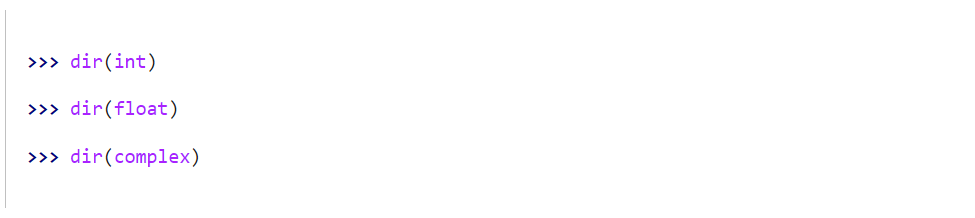 >>> dir(int)
>>> dir(float)
>>> dir(complex)